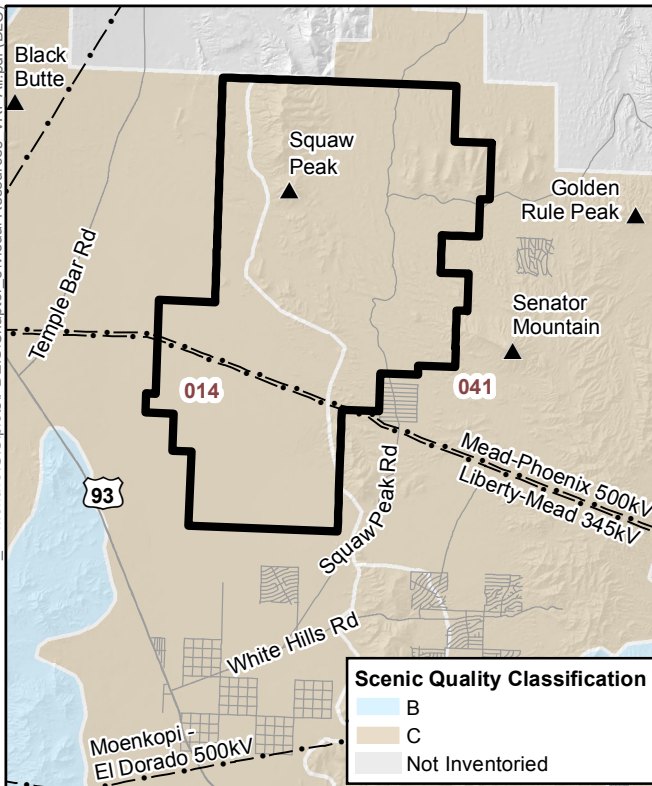 Black
Butte
Squaw
Peak
Golden
Rule Peak
Temple Bar Rd
Senator
Mountain
014
041
93
Mead-Phoenix 500kV
Liberty-Mead 345kV
Squaw Peak Rd
White Hills Rd
Moenkopi -
El Dorado 500kV
Scenic Quality Classification
B
C
Not Inventoried